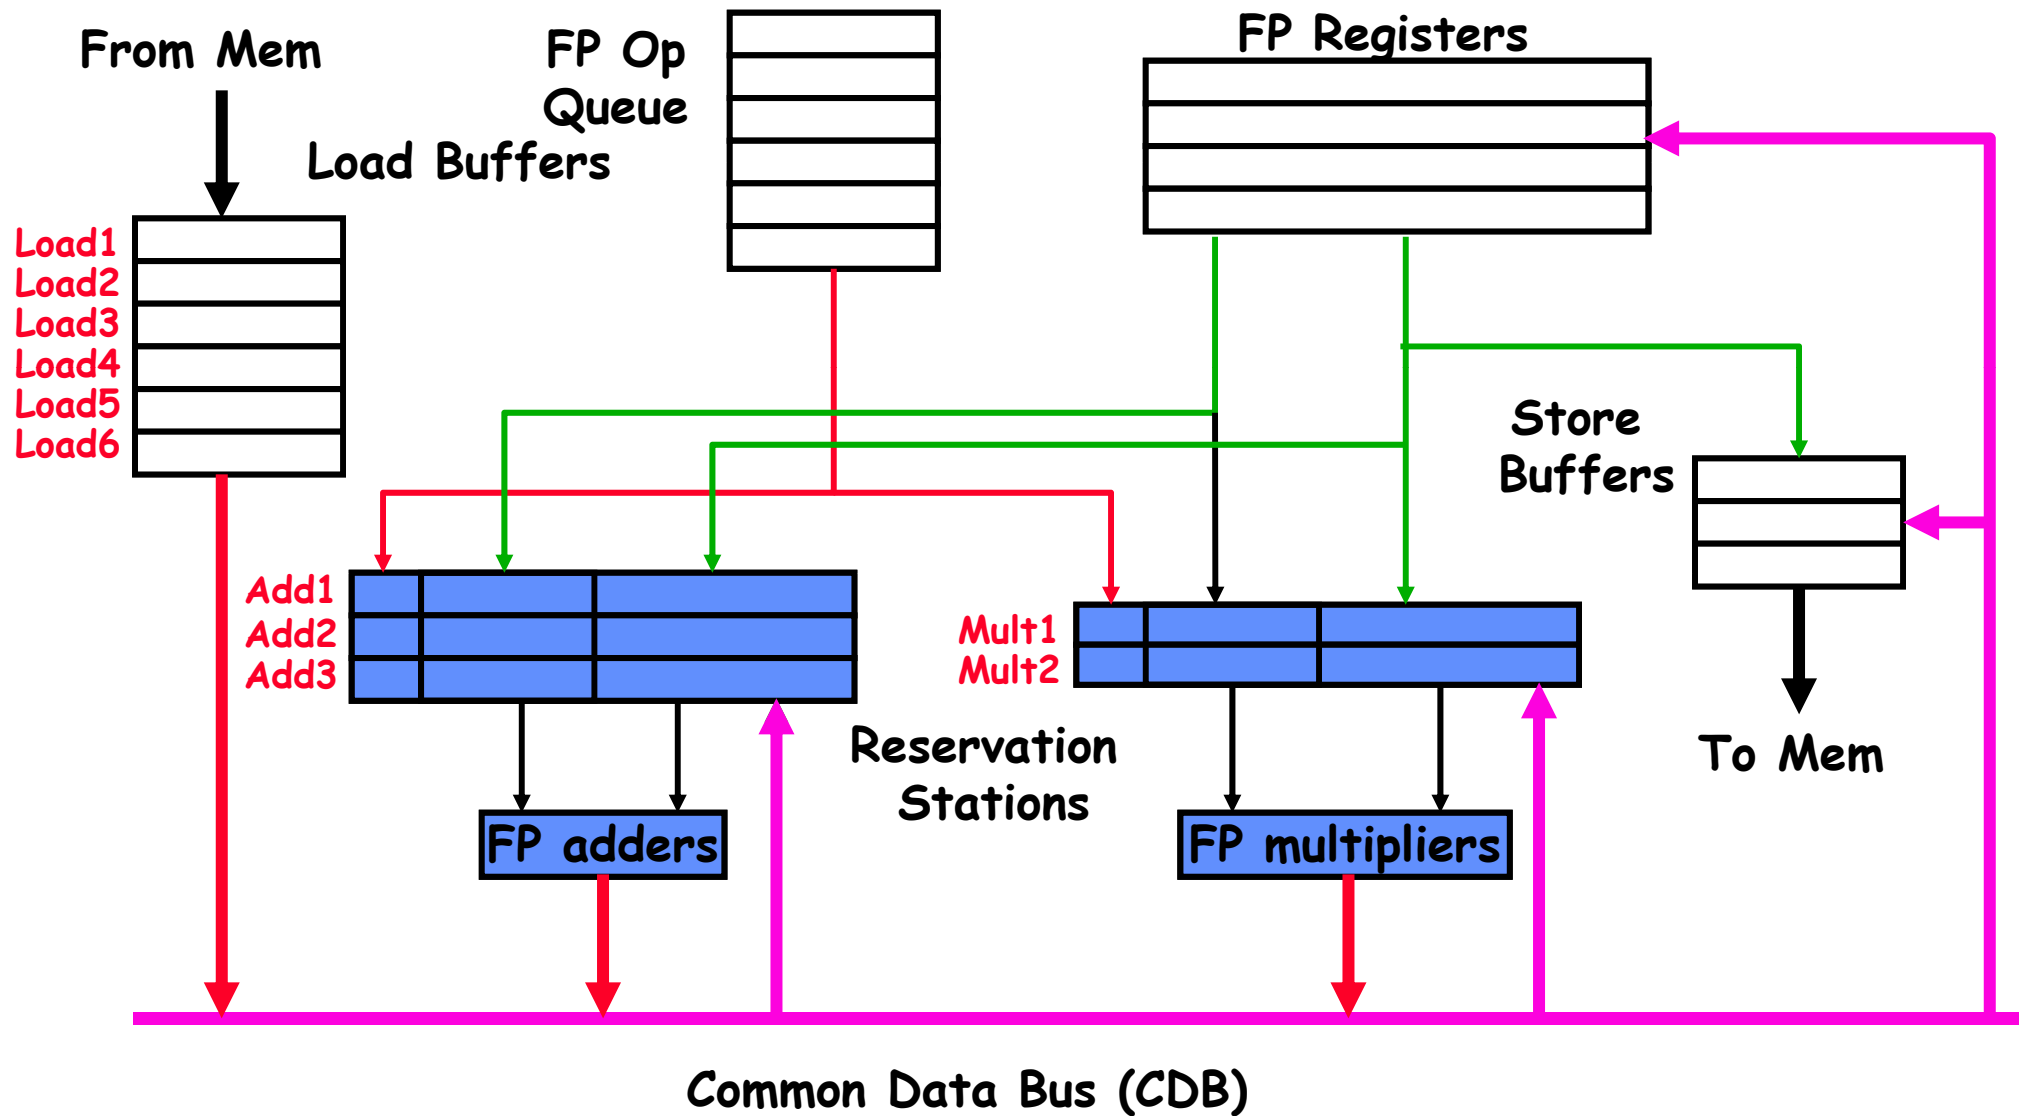 From Mem
FP Op
Queue
FP Registers
Load Buffers
Load1
Load2
Load3
Load4
Load5
Load6
Store
Buffers
Add1
Add2
Add3
Mult1
Mult2
Reservation
Stations
To Mem
FP adders
FP multipliers
Common Data Bus (CDB)